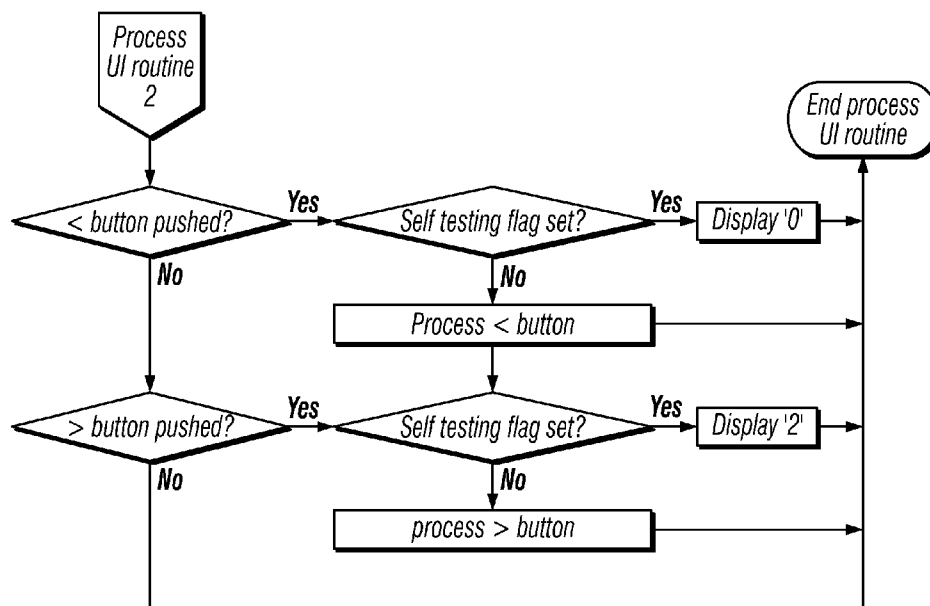 Process
UI routine
2
End process
UI routine
< button pushed?
Yes
Self testing flag set?
Yes
Display '0'
No
No
Process < button
> button pushed?
Yes
Self testing flag set?
Yes
Display '2'
No
No
process > button